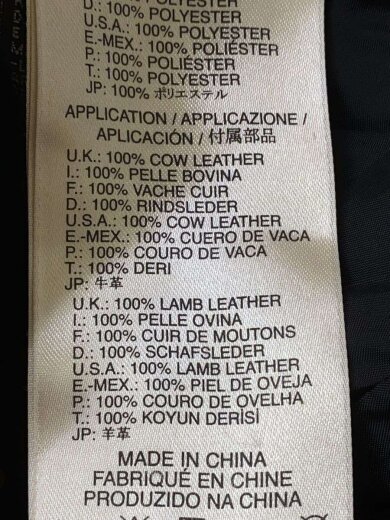 D.: 100% POLYESTER
U.S.A.: 100% POLYESTER
E.-MEX.: 100% POLIÉSTER
P.: 100% POLIÉSTER
T.: 100% POLYESTER
JP: 100% ポリエステル
APPLICATION / APPLICAZIONE /
APLICACIÓN / 付属部品
U.K.: 100% COW LEATHER
I.: 100% PELLE BOVINA
F.: 100% VACHE CUIR
D.: 100% RINDSLEDER
U.S.A.: 100% COW LEATHER
E.-MEX.: 100% CUERO DE VACA
P.: 100% COURO DE VACA
T.: 100% DERI
JP: 牛革
U.K.: 100% LAMB LEATHER
I.: 100% PELLE OVINA
F.: 100% CUIR DE MOUTONS
D.: 100% SCHAFSLEDER
U.S.A.: 100% LAMB LEATHER
E.-MEX.: 100% PIEL DE OVEJA
P.: 100% COURO DE OVELHA
T.: 100% KOYUN DERİSİ
JP: 羊革
MADE IN CHINA
FABRIQUÉ EN CHINE
PRODUZIDO NA CHINA